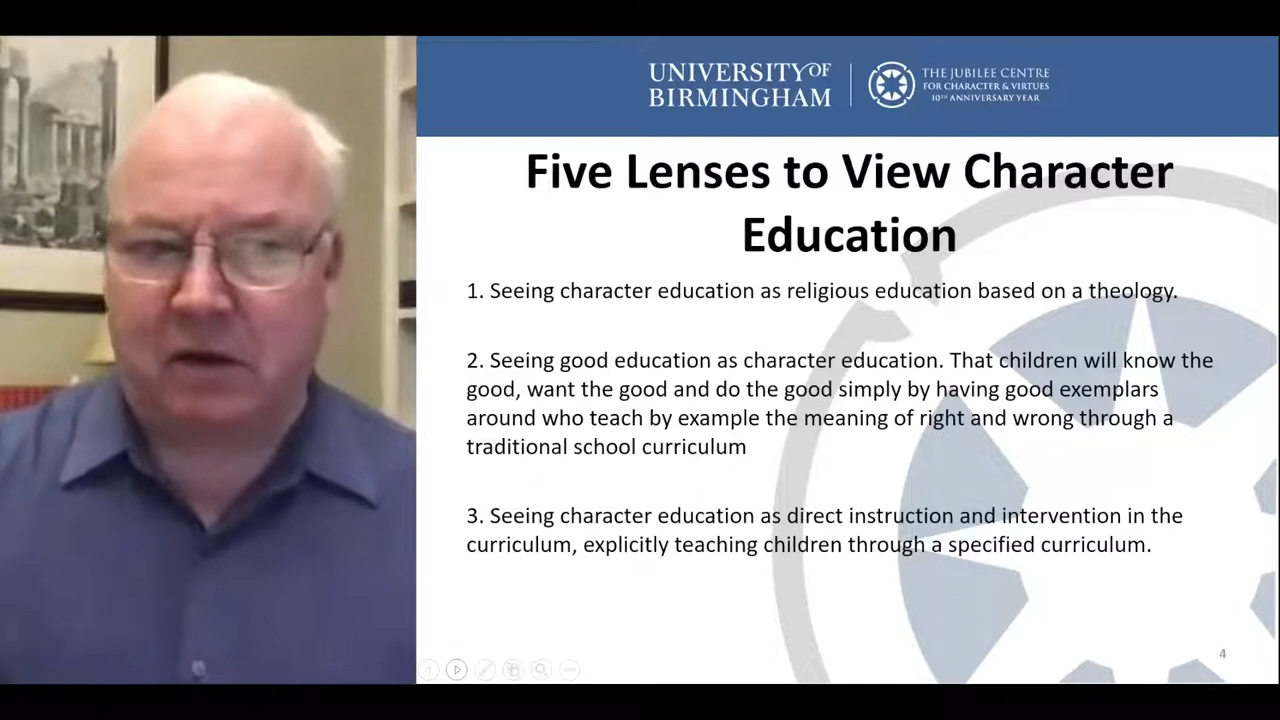 UNIVERSITY OF
BIRMINGHAM
THE JUBILEE CENTRE
FOR CHARACTER & VIRTUES
10TH ANNIVERSARY YEAR
Five Lenses to View Character
Education
1. Seeing character education as religious education based on a theology.
2. Seeing good education as character education. That children will know the
good, want the good and do the good simply by having good exemplars
around who teach by example the meaning of right and wrong through a
traditional school curriculum
3. Seeing character education as direct instruction and intervention in the
curriculum, explicitly teaching children through a specified curriculum.
4